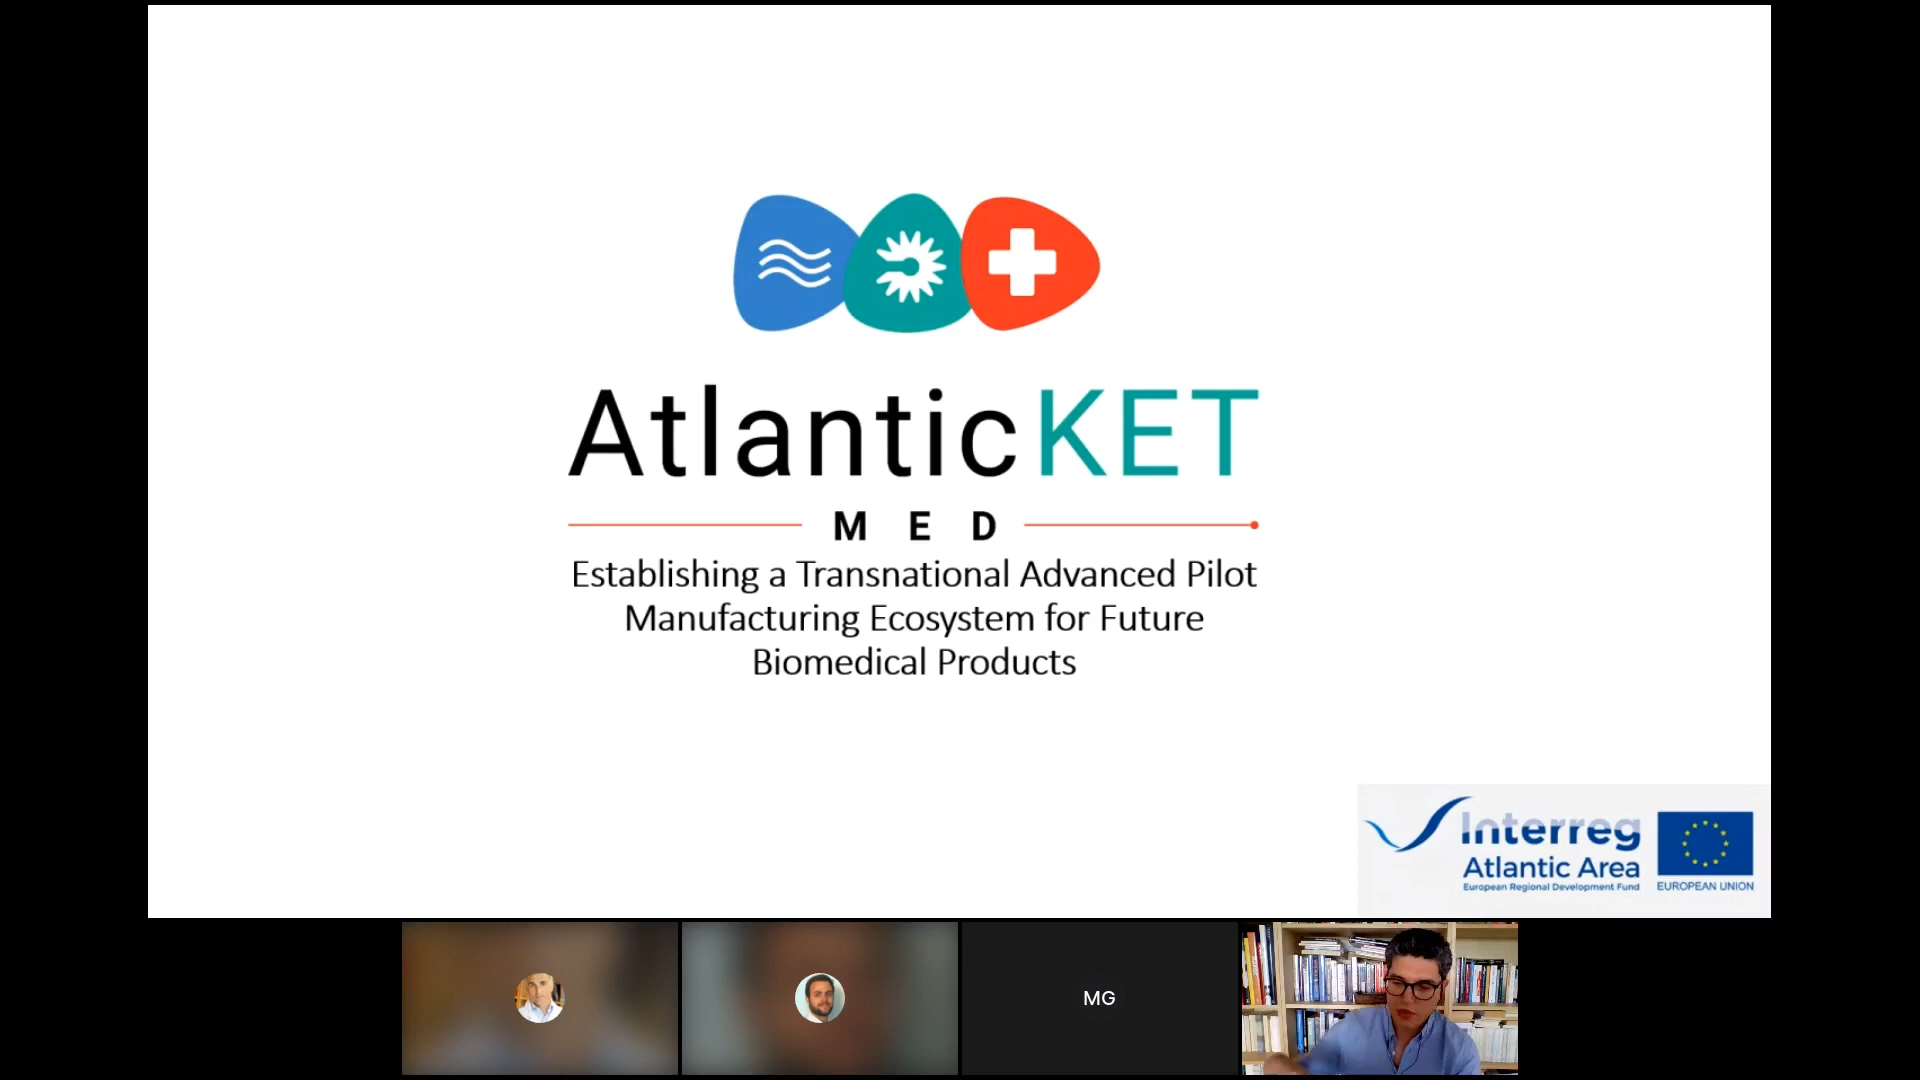 AtlanticKET
MED
Establishing a Transnational Advanced Pilot
Manufacturing Ecosystem for Future
Biomedical Products
Interreg
Atlantic Area
European Regional Development Fund
EUROPEAN UNION
MG